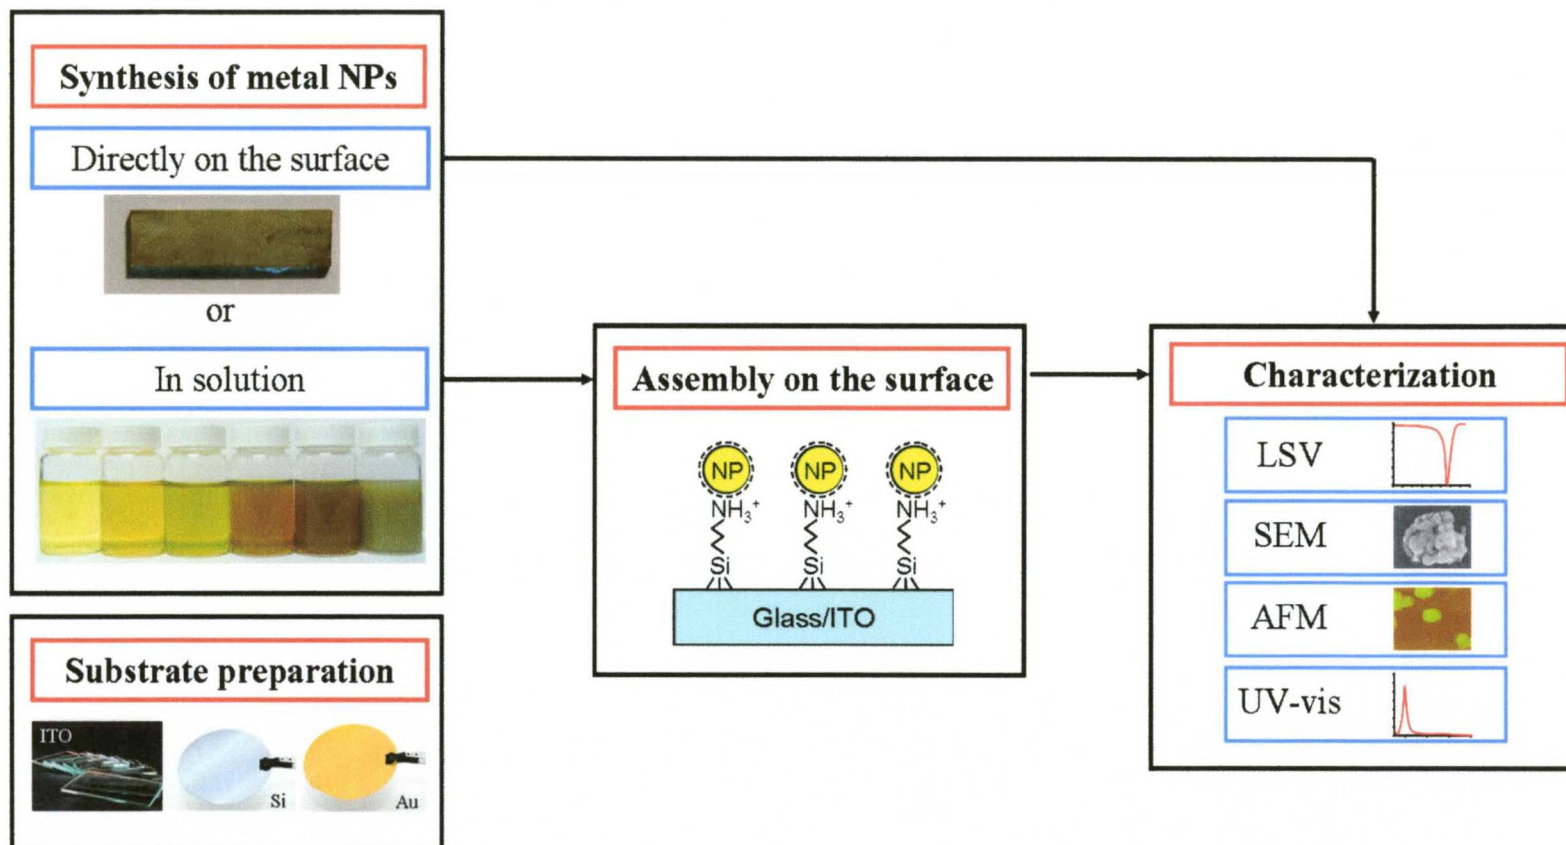 Synthesis of metal NPs
Directly on the surface
or
In solution
Substrate preparation
ITO
Si
Au
Assembly on the surface
NP NP NP
NH₃⁺ NH₃⁺ NH₃⁺
Si Si Si
Glass/ITO
Characterization
LSV
SEM
AFM
UV-vis